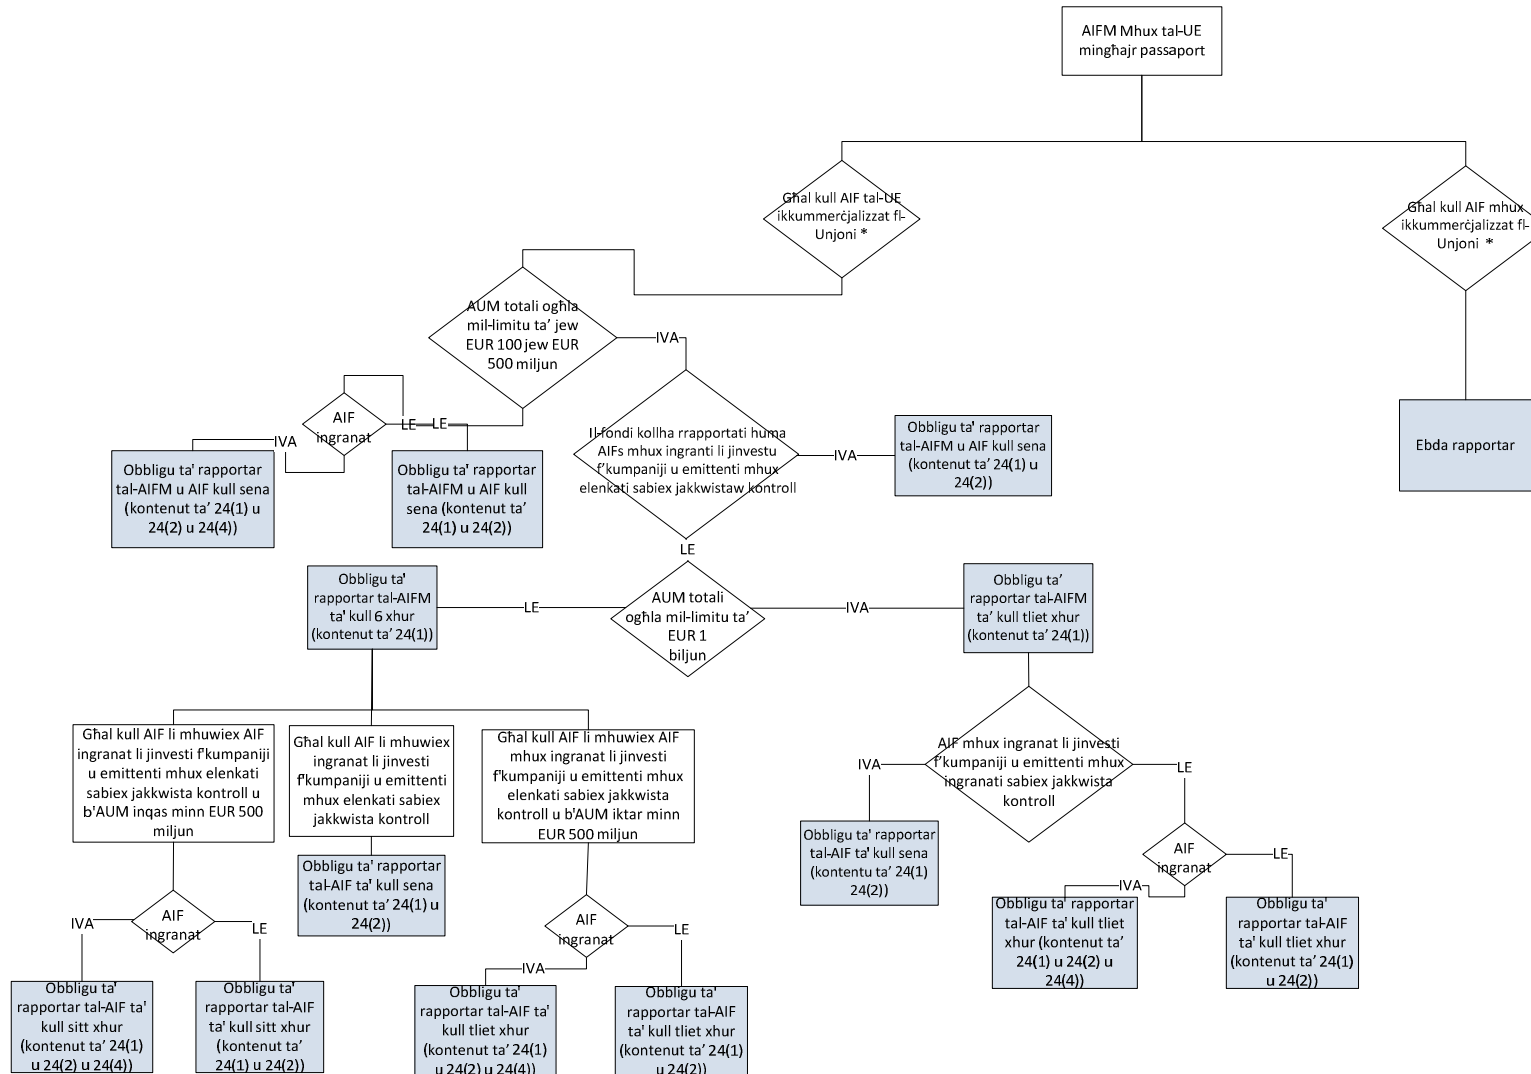 AIFM Mhux tal-UE
mingħajr passaport
Għal kull AIF tal-UE
ikkummerċjalizzat fl-
Unjoni *
Għal kull AIF mhux
ikkummerċjalizzat fl-
Unjoni *
AUM totali ogħla
mil-limitu ta’ jew
EUR 100 jew EUR
500 miljun
IVA
AIF
ingranat
LE
LE
IVA
Obbligu ta' rapportar
tal-AIFM u AIF kull sena
(kontenut ta’ 24(1) u
24(2) u 24(4))
Obbligu ta' rapportar
tal-AIFM u AIF kull
sena (kontenut ta’
24(1) u 24(2))
Il-fondi kollha rrapportati huma
AIFs mhux ingranti li jinvestu
f’kumpaniji u emittenti mhux
elenkati sabiex jakkwistaw kontroll
IVA
Obbligu ta' rapportar
tal-AIFM u AIF kull sena
(kontenut ta’ 24(1) u
24(2))
Ebda rapportar
LE
Obbligu ta'
rapportar tal-AIFM
ta' kull 6 xhur
(kontenut ta’ 24(1))
LE
AUM totali
ogħla mil-limitu ta’
EUR 1
biljun
IVA
Obbligu ta’
rapportar tal-AIFM
ta’ kull tliet xhur
(kontenut ta’ 24(1))
Għal kull AIF li mhuwiex AIF
ingranat li jinvesti f'kumpaniji
u emittenti mhux elenkati
sabiex jakkwista kontroll u
b'AUM inqas minn EUR 500
miljun
Għal kull AIF li mhuwiex
ingranat li jinvesti
f'kumpaniji u emittenti
mhux elenkati sabiex
jakkwista kontroll
Għal kull AIF li mhuwiex AIF
mhux ingranat li jinvesti
f'kumpaniji u emittenti mhux
elenkati sabiex jakkwista
kontroll u b'AUM iktar minn
EUR 500 miljun
AIF mhux ingranat li jinvesti
f’kumpaniji u emittenti mhux
ingranati sabiex jakkwista
kontroll
IVA
LE
Obbligu ta' rapportar
tal-AIF ta' kull sena
(kontentu ta’ 24(1)
24(2))
AIF
ingranat
LE
IVA
Obbligu ta' rapportar
tal-AIF ta' kull tliet
xhur (kontenut ta’
24(1) u 24(2) u
24(4))
Obbligu ta'
rapportar tal-AIF
ta' kull tliet xhur
(kontenut ta’ 24(1)
u 24(2))
Obbligu ta' rapportar
tal-AIF ta' kull sena
(kontenut ta’ 24(1) u
24(2))
AIF
ingranat
IVA
LE
Obbligu ta'
rapportar tal-AIF ta'
kull sitt xhur
(kontenut ta’ 24(1)
u 24(2) u 24(4))
Obbligu ta'
rapportar tal-AIF
ta' kull sitt xhur
(kontenut ta’
24(1) u 24(2))
AIF
ingranat
IVA
LE
Obbligu ta'
rapportar tal-AIF ta'
kull tliet xhur
(kontenut ta’ 24(1)
u 24(2) u 24(4))
Obbligu ta'
rapportar tal-AIF
ta' kull tliet xhur
(kontenut ta’ 24(1)
u 24(2))